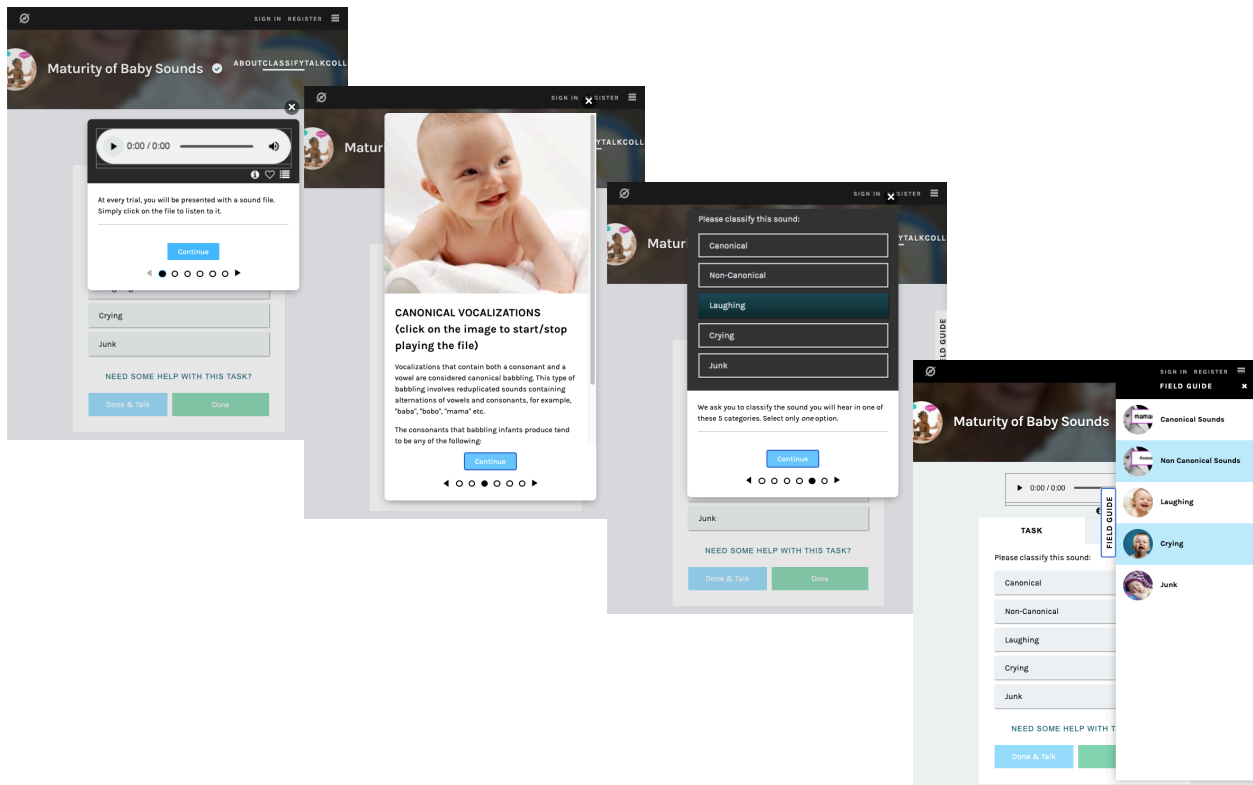 SIGN IN REGISTER
Maturity of Baby Sounds
ABOUT CLASSIFY TALK COLL
0:00 / 0:00
At every trial, you will be presented with a sound file.
Simply click on the file to listen to it.
Continue
Crying
Junk
NEED SOME HELP WITH THIS TASK?
Done & Talk
Done
SIGN IN REGISTER
Matur
YTALKCOLL
CANONICAL VOCALIZATIONS
(click on the image to start/stop
playing the file)
Vocalizations that contain both a consonant and a
vowel are considered canonical babbling. This type of
babbling involves reduplicated sounds containing
alternations of vowels and consonants, for example,
"baba", "bobo", "mama" etc.
The consonants that babbling infants produce tend
to be any of the following:
Continue
SIGN IN GISTER
Matur
YTALKCOLL
Please classify this sound:
Canonical
Non-Canonical
Laughing
Crying
Junk
We ask you to classify the sound you will hear in one of
these 5 categories. Select only one option.
Continue
LD GUIDE
Junk
NEED SOME HELP WITH THIS TASK?
Done & Talk
Done
SIGN IN REGISTER
Maturity of Baby Sounds
0:00 / 0:00
TASK
Please classify this sound:
Canonical
Non-Canonical
Laughing
Crying
Junk
NEED SOME HELP WITH T
Done & Talk
FIELD GUIDE
FIELD GUIDE
mama
Canonical Sounds
Non Canonical Sounds
Laughing
Crying
Junk